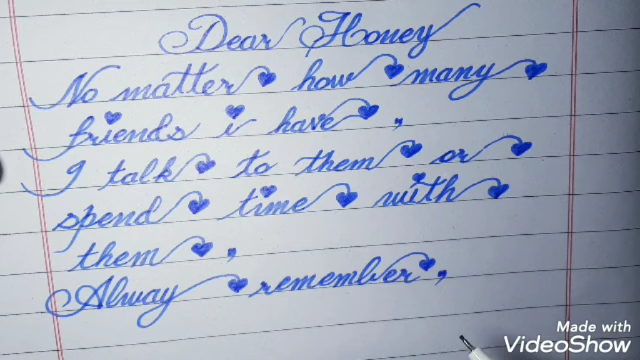 Dear Honey
No matter how many
friends i have,
I talk to them or
spend time with
them,
Alway remember,
Made with
VideoShow